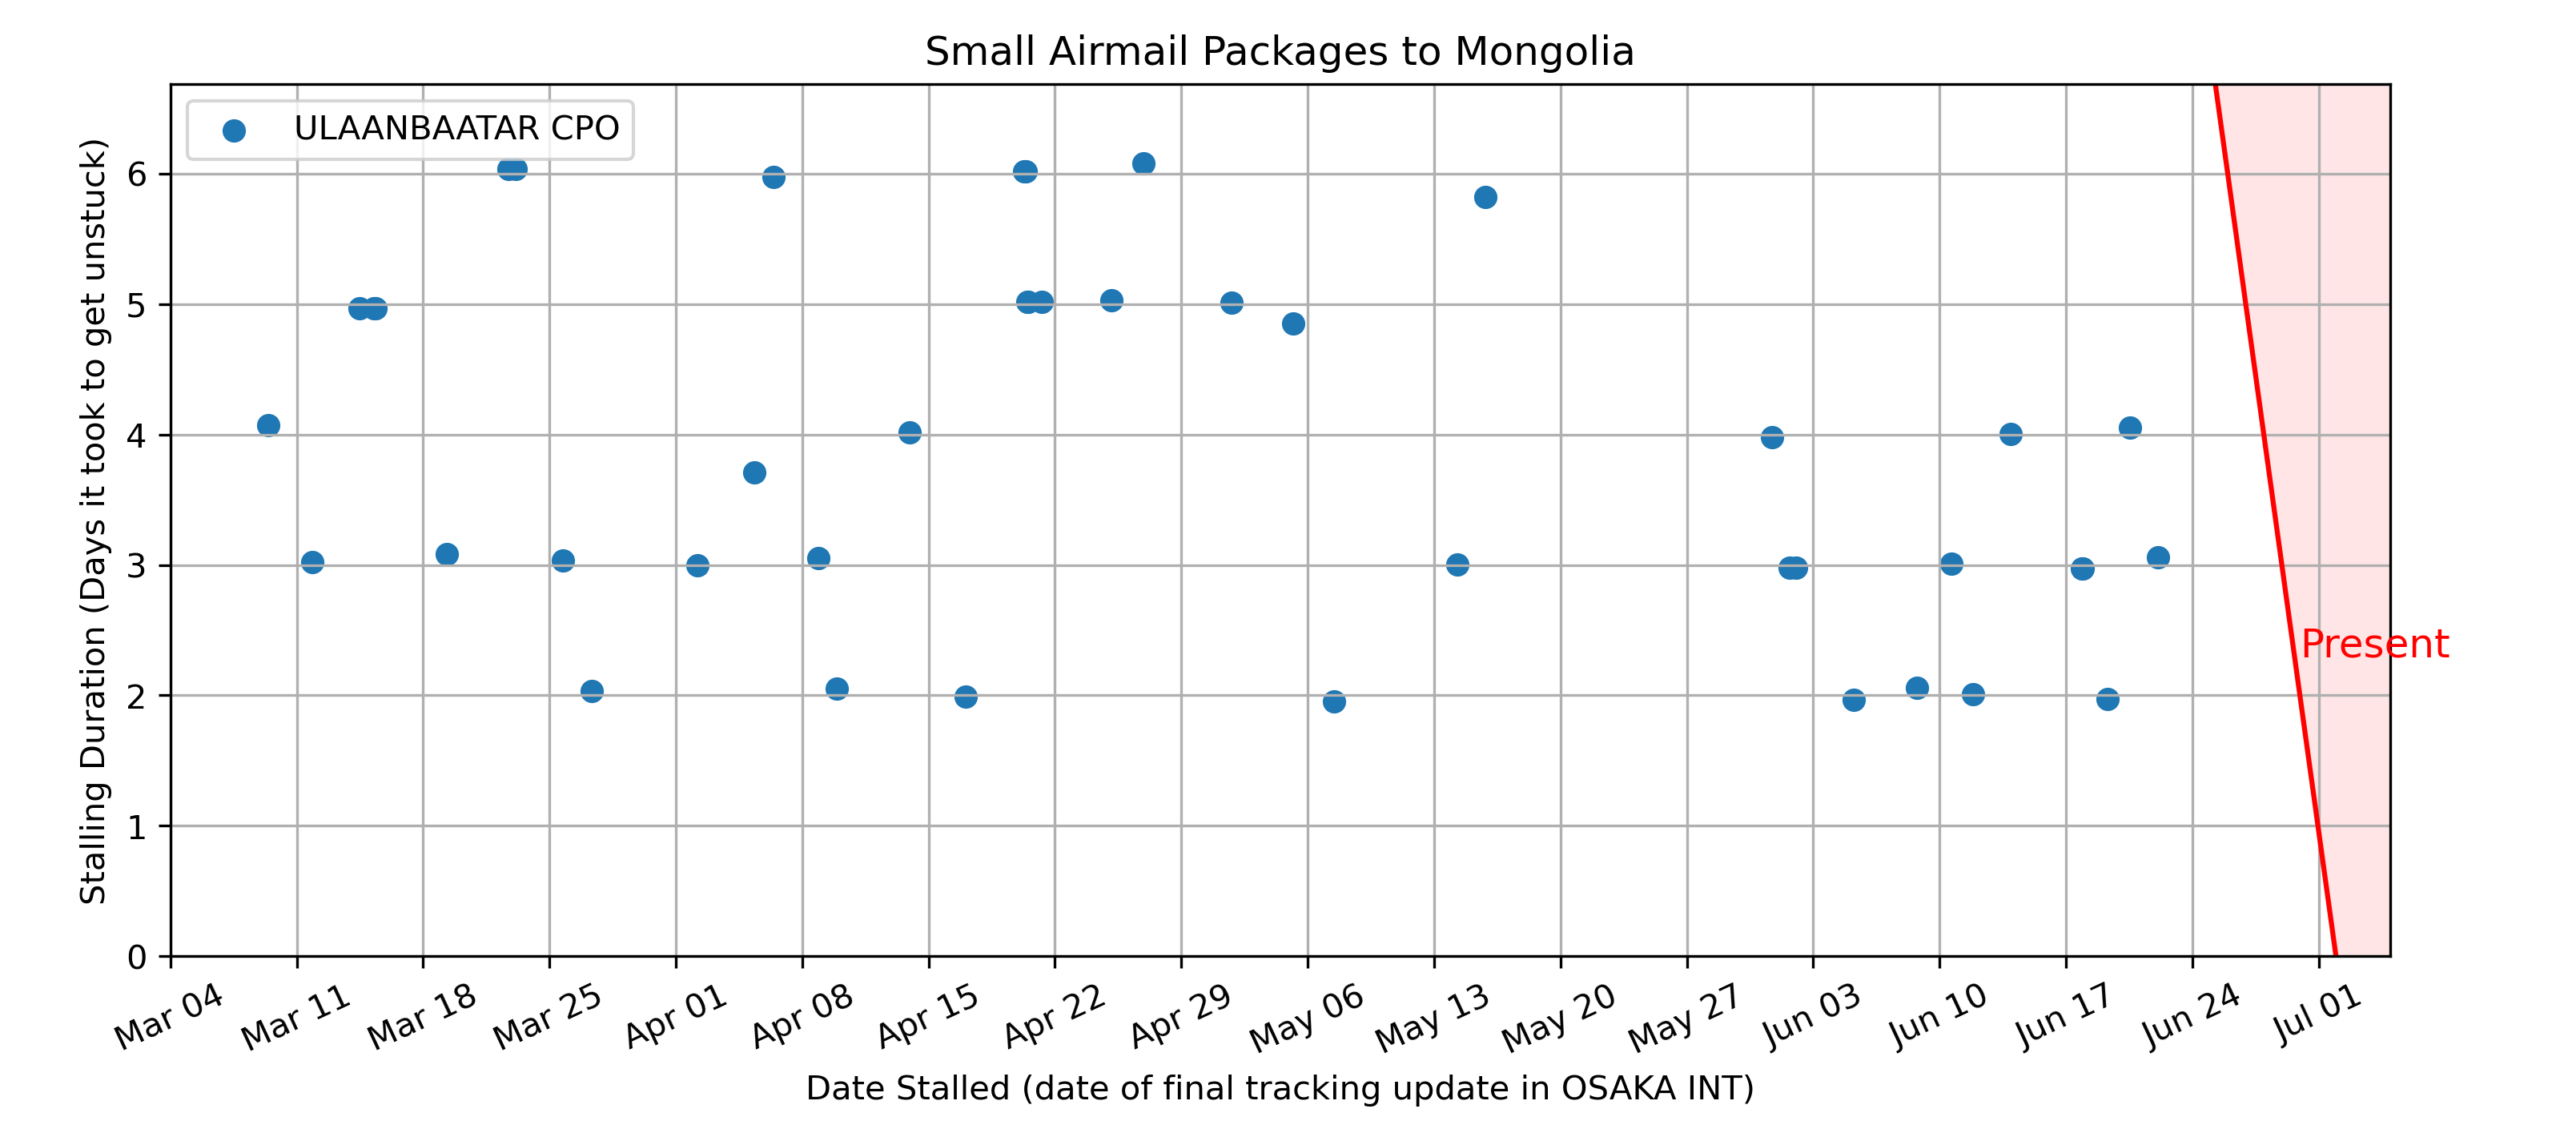 Small Airmail Packages to Mongolia
ULAANBAATAR CPO
Stalling Duration (Days it took to get unstuck)
6
5
4
3
2
1
0
Present
Mar 04 Mar 11 Mar 18 Mar 25 Apr 01 Apr 08 Apr 15 Apr 22 Apr 29 May 06 May 13 May 20 May 27 Jun 03 Jun 10 Jun 17 Jun 24 Jul 01
Date Stalled (date of final tracking update in OSAKA INT)